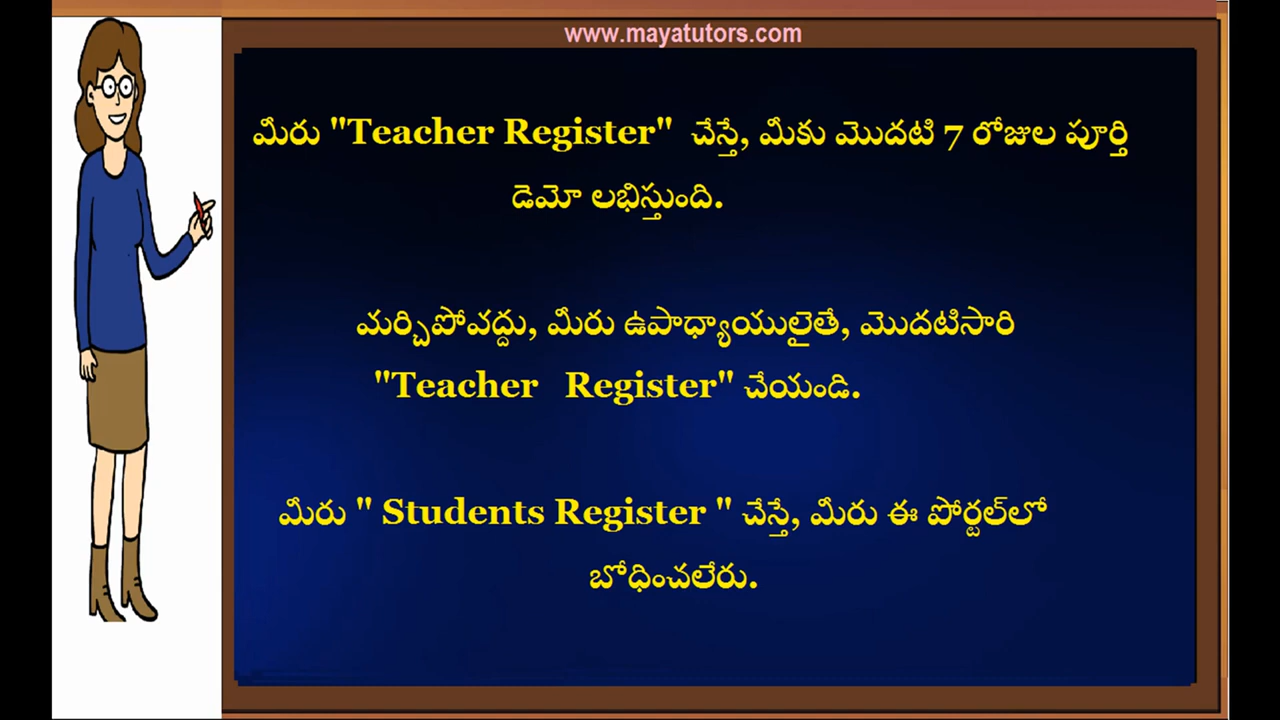 www.mayatutors.com
మీరు "Teacher Register" చేస్తే, మీకు మొదటి 7 రోజుల పూర్తి
డెమో లభిస్తుంది.
మర్చిపోవద్దు, మీరు ఉపాధ్యాయులైతే, మొదటిసారి
"Teacher Register" చేయండి.
మీరు " Students Register " చేస్తే, మీరు ఈ పోర్టల్‌లో
బోధించలేరు.